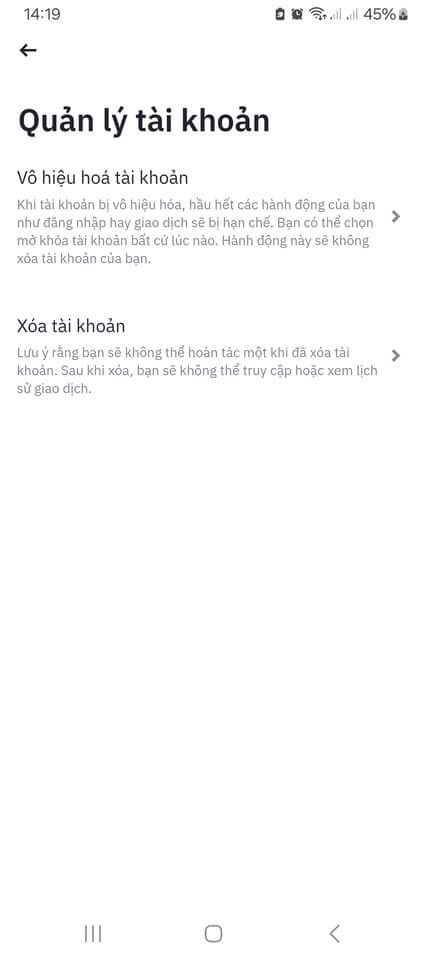 14:19
45%
Quản lý tài khoản
Vô hiệu hoá tài khoản
Khi tài khoản bị vô hiệu hóa, hầu hết các hành động của bạn
như đăng nhập hay giao dịch sẽ bị hạn chế. Bạn có thể chọn
mở khóa tài khoản bất cứ lúc nào. Hành động này sẽ không
xóa tài khoản của bạn.
Xóa tài khoản
Lưu ý rằng bạn sẽ không thể hoàn tác một khi đã xóa tài
khoản. Sau khi xóa, bạn sẽ không thể truy cập hoặc xem lịch
sử giao dịch.